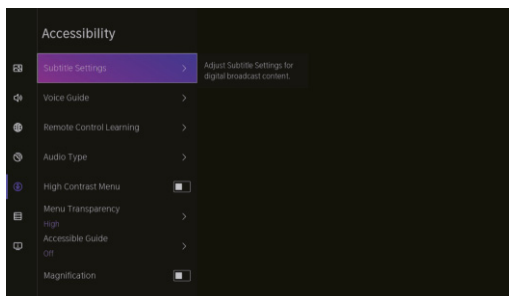 Accessibility
Subtitle Settings
Adjust Subtitle Settings for
digital broadcast content.
Voice Guide
Remote Control Learning
Audio Type
High Contrast Menu
Menu Transparency
High
Accessible Guide
Off
Magnification